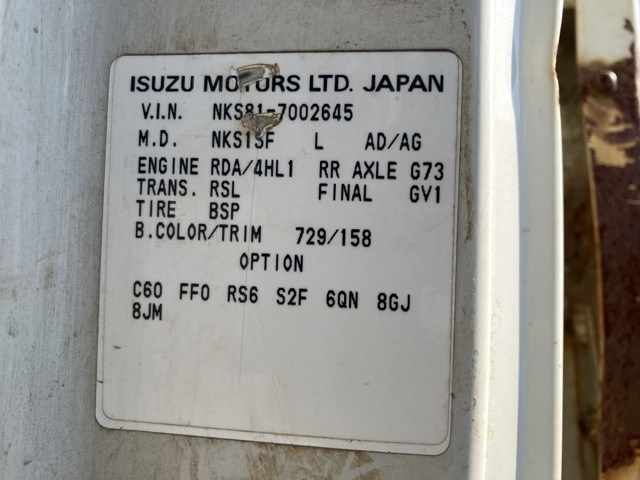 ISUZU MOTORS LTD. JAPAN
V.I.N. NKS81-7002645
M.D. NKS1SF L AD/AG
ENGINE RDA/4HL1 RR AXLE G73
TRANS. RSL FINAL GV1
TIRE BSP
B.COLOR/TRIM 729/158
OPTION
C60 FF0 RS6 S2F 6QN 8GJ
8JM